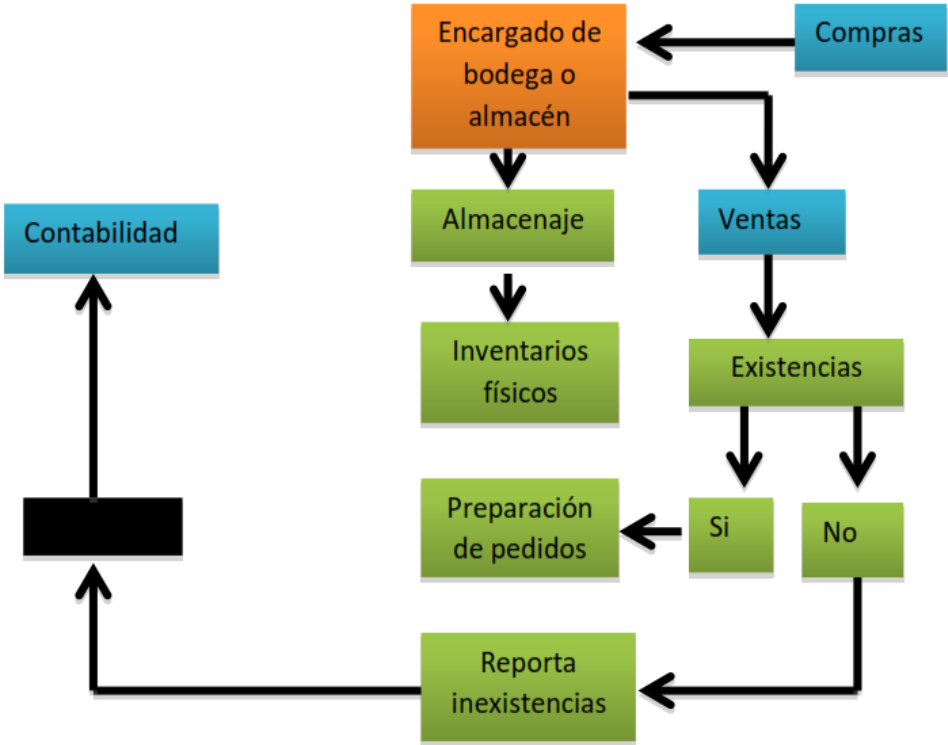 Encargado de
bodega o
almacén
Compras
Almacenaje
Ventas
Contabilidad
Inventarios
físicos
Existencias
Preparación
de pedidos
Si
No
Reporta
inexistencias